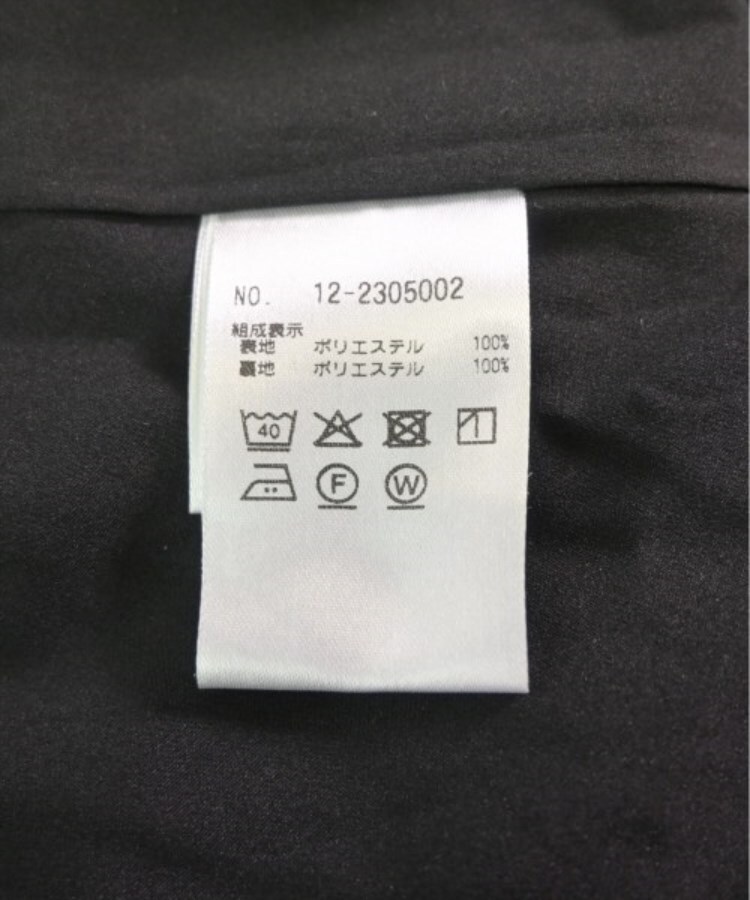 NO. 12-2305002
組成表示
表地 ポリエステル 100%
裏地 ポリエステル 100%
40
F W